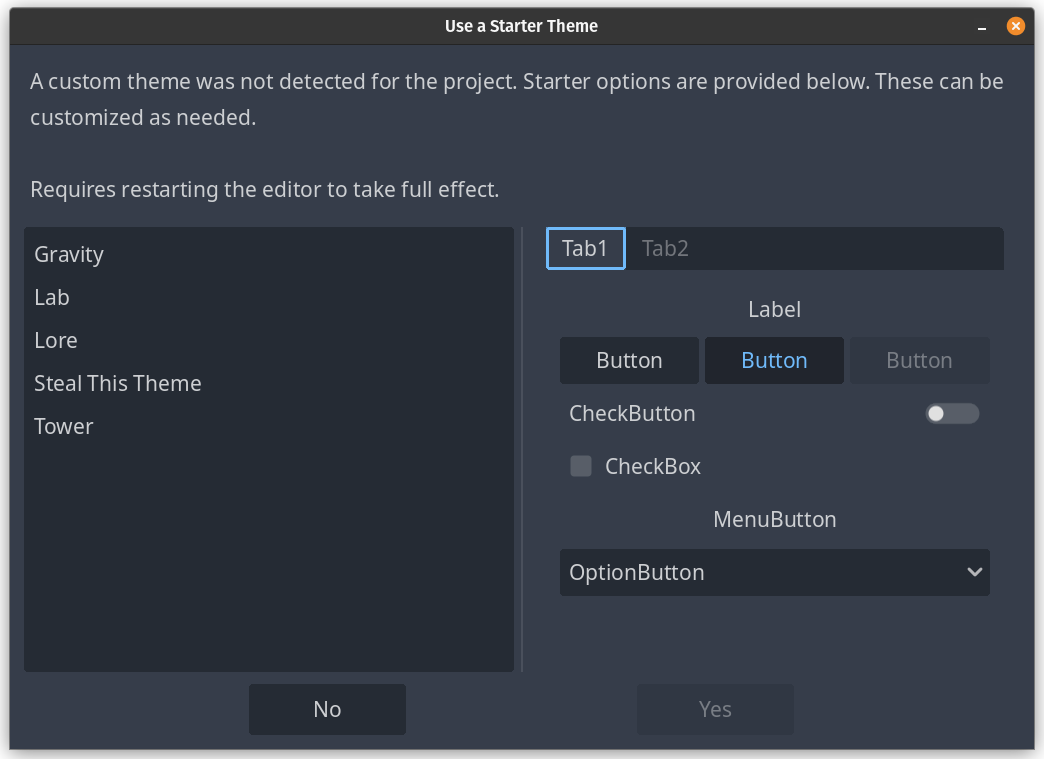 Use a Starter Theme
A custom theme was not detected for the project. Starter options are provided below. These can be
customized as needed.
Requires restarting the editor to take full effect.
Gravity
Lab
Lore
Steal This Theme
Tower
Tab1 Tab2
Label
Button Button Button
CheckButton
CheckBox
MenuButton
OptionButton
No Yes